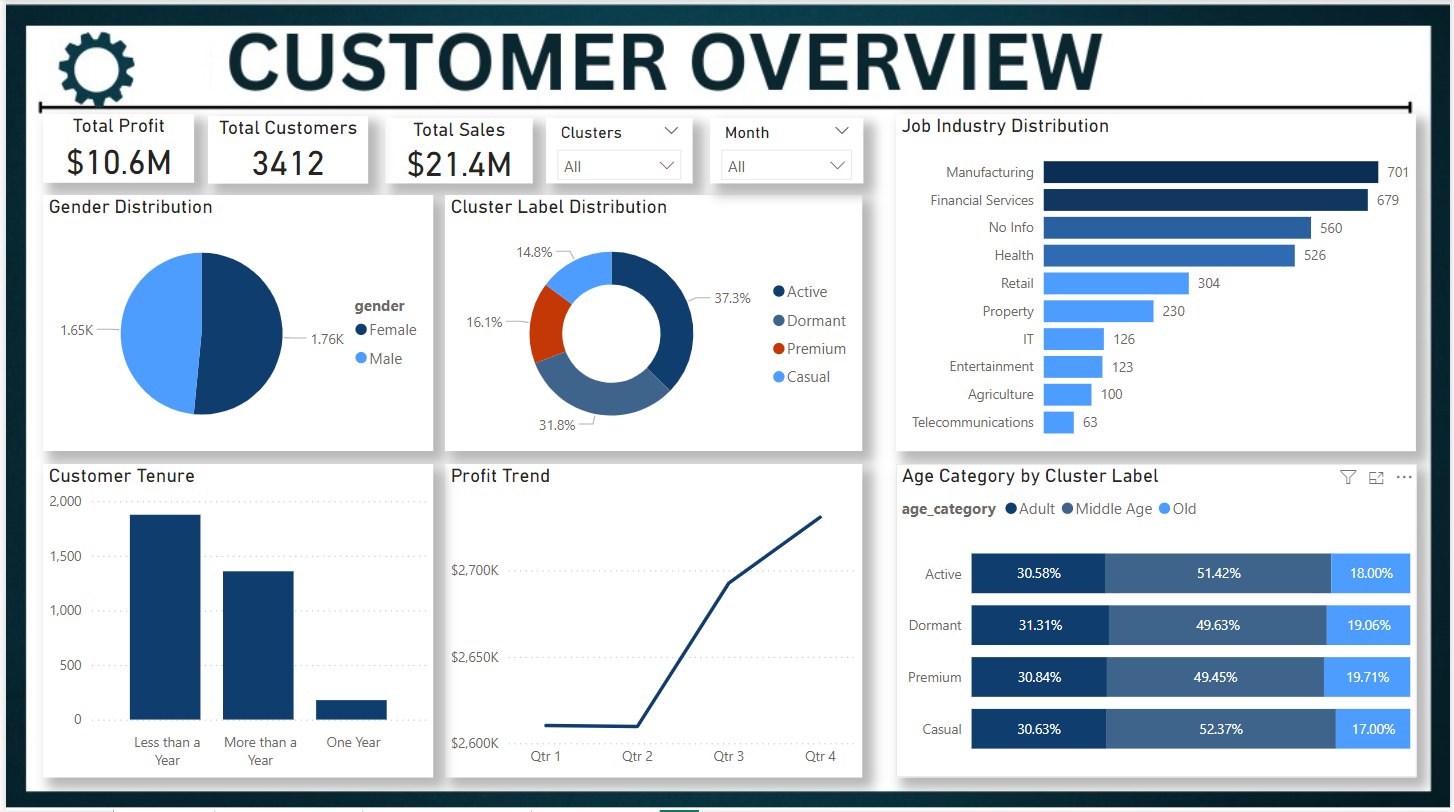 CUSTOMER OVERVIEW
Total Profit
$10.6M
Total Customers
3412
Total Sales
$21.4M
Clusters
All
Month
All
Job Industry Distribution
Manufacturing 701
Financial Services 679
No Info 560
Health 526
Retail 304
Property 230
IT 126
Entertainment 123
Agriculture 100
Telecommunications 63
Gender Distribution
1.65K
1.76K
gender
Female
Male
Cluster Label Distribution
14.8%
37.3%
16.1%
31.8%
Active
Dormant
Premium
Casual
Customer Tenure
2,000
1,500
1,000
500
0
Less than a
Year
More than a
Year
One Year
Profit Trend
$2,700K
$2,650K
$2,600K
Qtr 1 Qtr 2 Qtr 3 Qtr 4
Age Category by Cluster Label
age_category Adult Middle Age Old
Active 30.58% 51.42% 18.00%
Dormant 31.31% 49.63% 19.06%
Premium 30.84% 49.45% 19.71%
Casual 30.63% 52.37% 17.00%